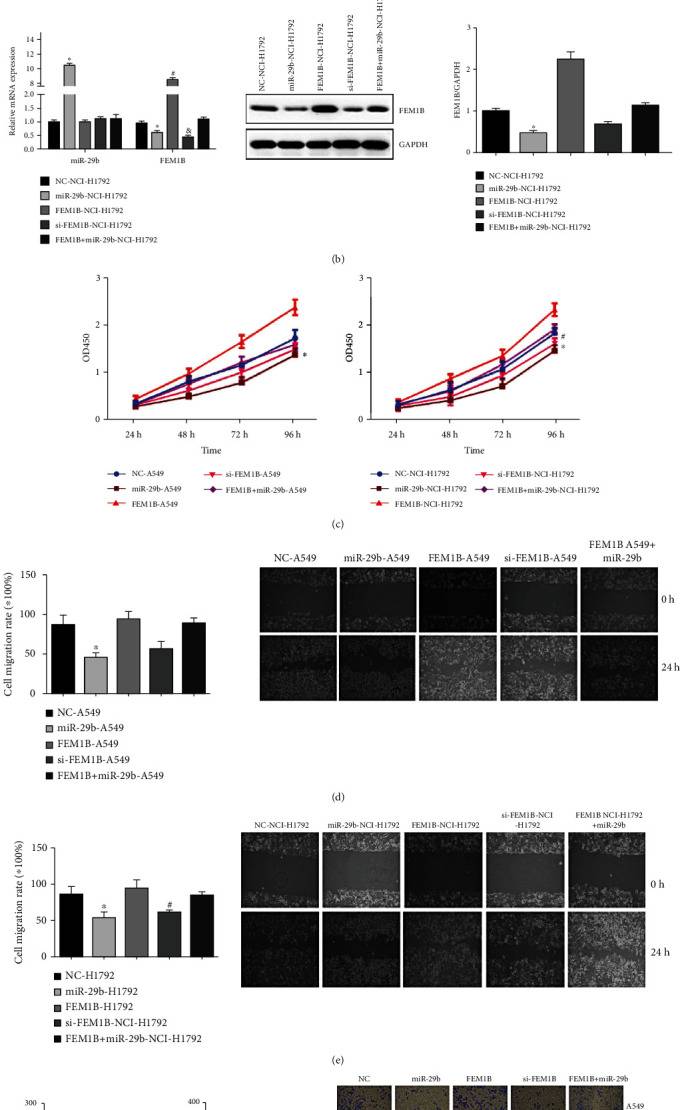 Relative mRNA expression
14
12
10
8
2.0
1.5
1.0
0.5
0.0
*
*
#
&
miR-29b
FEM1B
NC-NCI-H1792
miR-29b-NCI-H1792
FEM1B-NCI-H1792
si-FEM1B-NCI-H1792
FEM1B+miR-29b-NCI-H1792
NC-NCI-H1792
miR-29b-NCI-H1792
FEM1B-NCI-H1792
si-FEM1B-NCI-H1792
FEM1B
GAPDH
FEM1B/GAPDH
3
2
1
0
*
NC-NCI-H1792
miR-29b-NCI-H1792
FEM1B-NCI-H1792
si-FEM1B-NCI-H1792
FEM1B+miR-29b-NCI-H1792
(b)
OD450
3
2
1
0
*
24 h 48 h 72 h 96 h
Time
NC-A549
miR-29b-A549
FEM1B-A549
si-FEM1B-A549
FEM1B+miR-29b-A549
OD450
3
2
1
0
#
*
24 h 48 h 72 h 96 h
Time
NC-NCI-H1792
miR-29b-NCI-H1792
FEM1B-NCI-H1792
si-FEM1B-NCI-H1792
FEM1B+miR-29b-NCI-H1792
(c)
Cell migration rate (*100%)
150
100
50
0
*
NC-A549
miR-29b-A549
FEM1B-A549
si-FEM1B-A549
FEM1B+miR-29b-A549
NC-A549 miR-29b-A549 FEM1B-A549 si-FEM1B-A549 FEM1B A549+
miR-29b
0 h
24 h
(d)
Cell migration rate (*100%)
150
100
50
0
*
#
NC-H1792
miR-29b-H1792
FEM1B-H1792
si-FEM1B-NCI-H1792
FEM1B+miR-29b-NCI-H1792
NC-NCI-H1792 miR-29b-NCI-H1792 FEM1B-NCI-H1792 si-FEM1B-NCI
-H1792
FEM1B NCI-H1792
+miR-29b
0 h
24 h
(e)
300
400
NC miR-29b FEM1B si-FEM1B FEM1B+miR-29b
A549